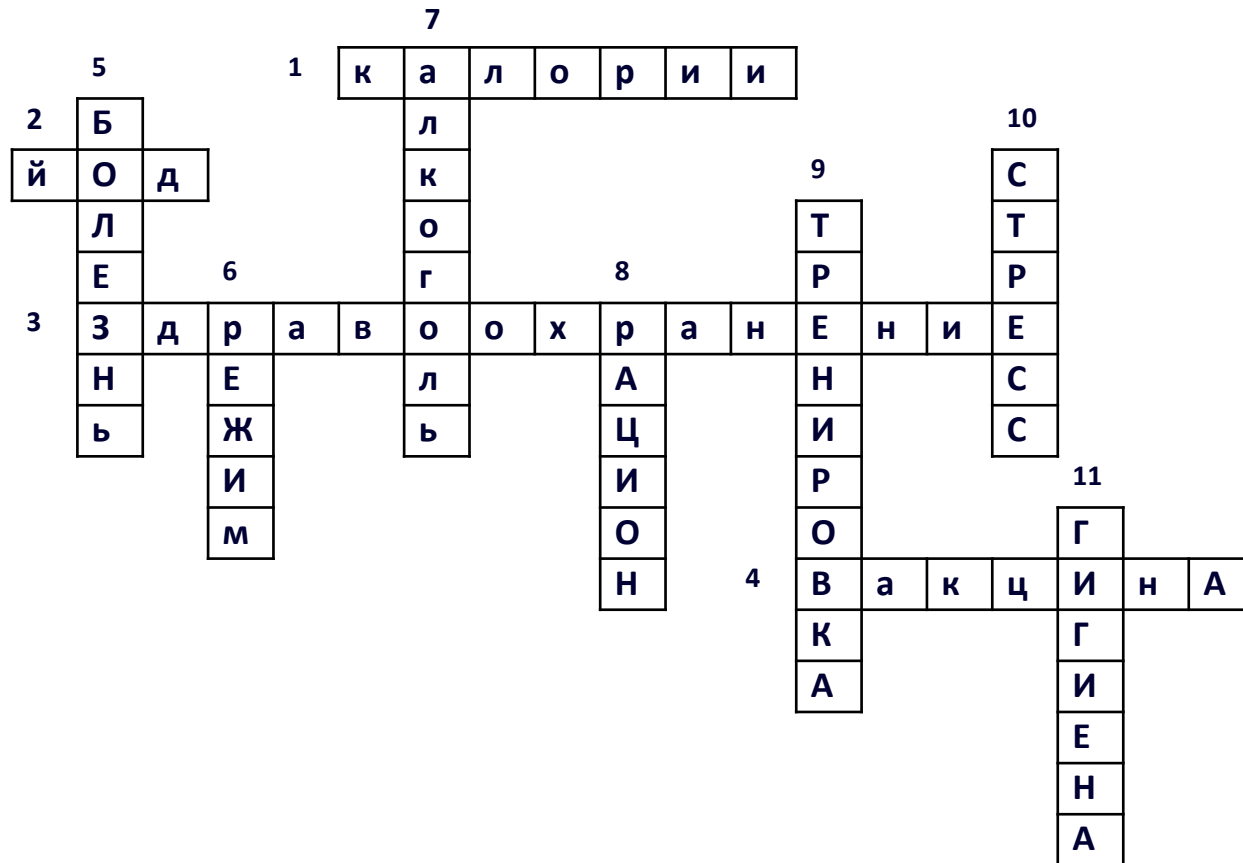 7
5 1 к а л о р и и
2 Б л 10
й О д к 9 С
Л о Т Т
Е 6 г 8 Р Р
3 З д р а в о о х р а н Е н и Е
Н Е л А Н С
ь Ж ь Ц И С
И И Р 11
м О О Г
Н 4 В а к ц И н А
К Г
А И
Е
Н
А